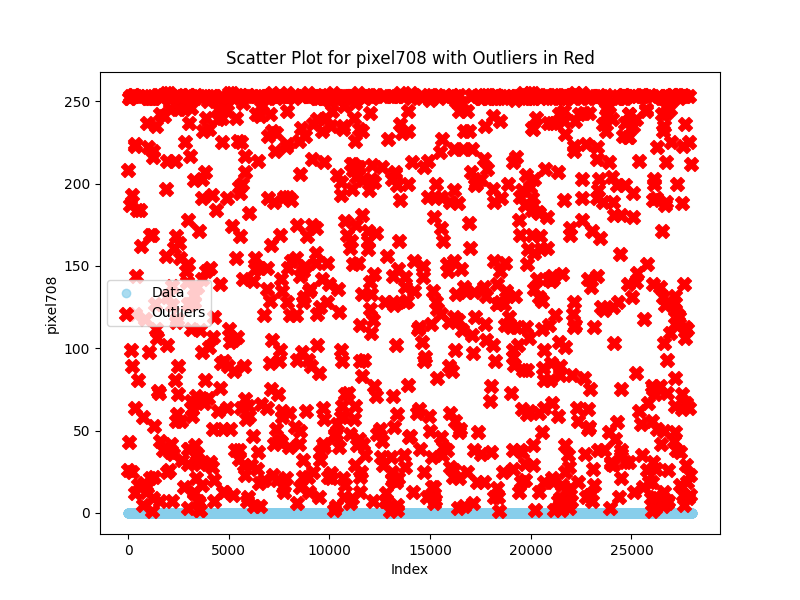 Scatter Plot for pixel708 with Outliers in Red
250
200
150
100
50
0
pixel708
Data
Outliers
0 5000 10000 15000 20000 25000
Index